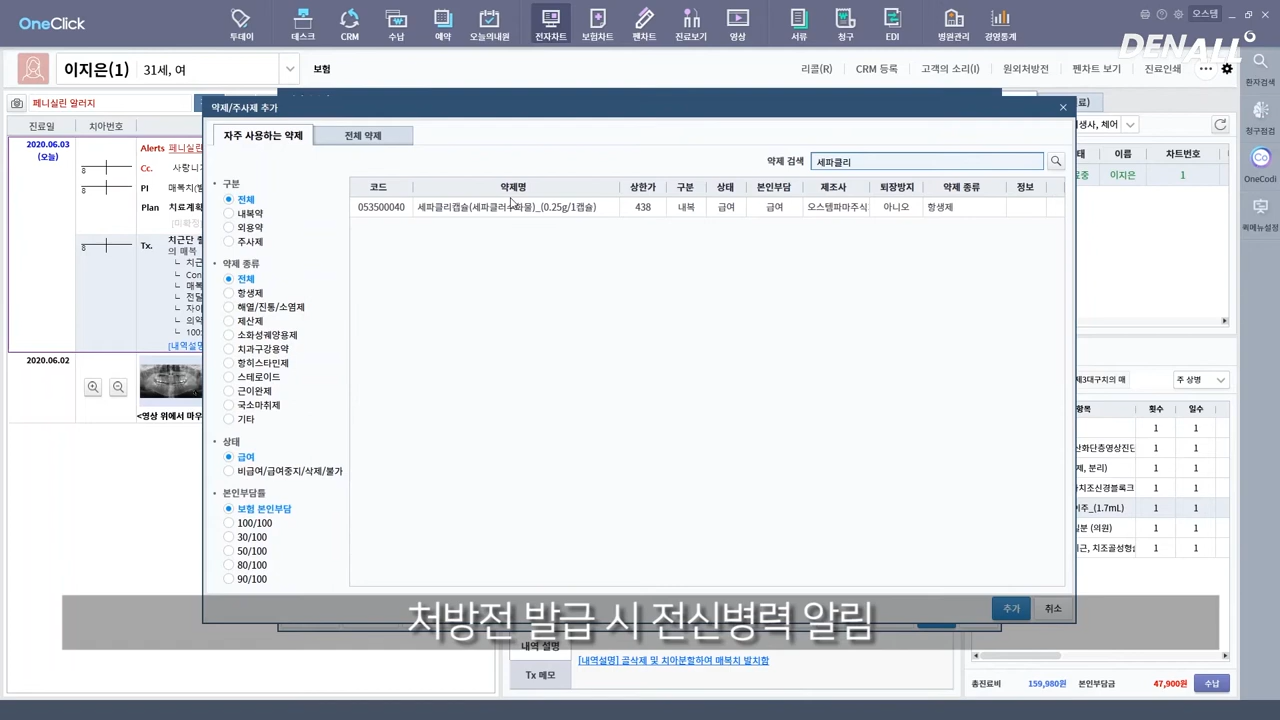 OneClick
투데이
데스크
CRM
수납
예약
오늘의내원
전자차트
보험차트
펜차트
진료보기
영상
서류
청구
EDI
병원관리
경영통계
오스템
DENALL
이지은(1)
31세, 여
보험
리콜(R)
CRM 등록
고객의 소리(I)
원외처방전
펜차트 보기
진료인쇄
환자검색
청구점검
OneCodi
퀵메뉴설정
페니실린 알러지
진료일
치아번호
2020.06.03
(오늘)
Alerts
Cc.
PI
Plan
치료계획
Tx.
의 매복
2020.06.02
약제/주사제 추가
자주 사용하는 약제
전체 약제
약제 검색
세파클리
구분
전체
내복약
외용약
주사제
약제 종류
전체
항생제
해열/진통/소염제
제산제
소화성궤양용제
치과구강용약
항히스타민제
스테로이드
근이완제
국소마취제
기타
상태
급여
비급여/급여중지/삭제/불가
본인부담률
보험 본인부담
100/100
30/100
50/100
80/100
90/100
코드
약제명
상한가
구분
상태
본인부담
제조사
퇴장방지
약제 종류
정보
053500040
438
내복
급여
급여
오스템파마주식
아니오
항생제
추가
취소
이름
차트번호
이지은
1
주 상병
횟수
일수
1
1
1
1
1
1
1
1
1
1
1
1
1
1
처방전 발급 시 전신병력 알림
내역 설명
[내역설명] 골삭제 및 치아분할하여 매복치 발치함
Tx 메모
총진료비
159,980원
본인부담금
47,900원
수납